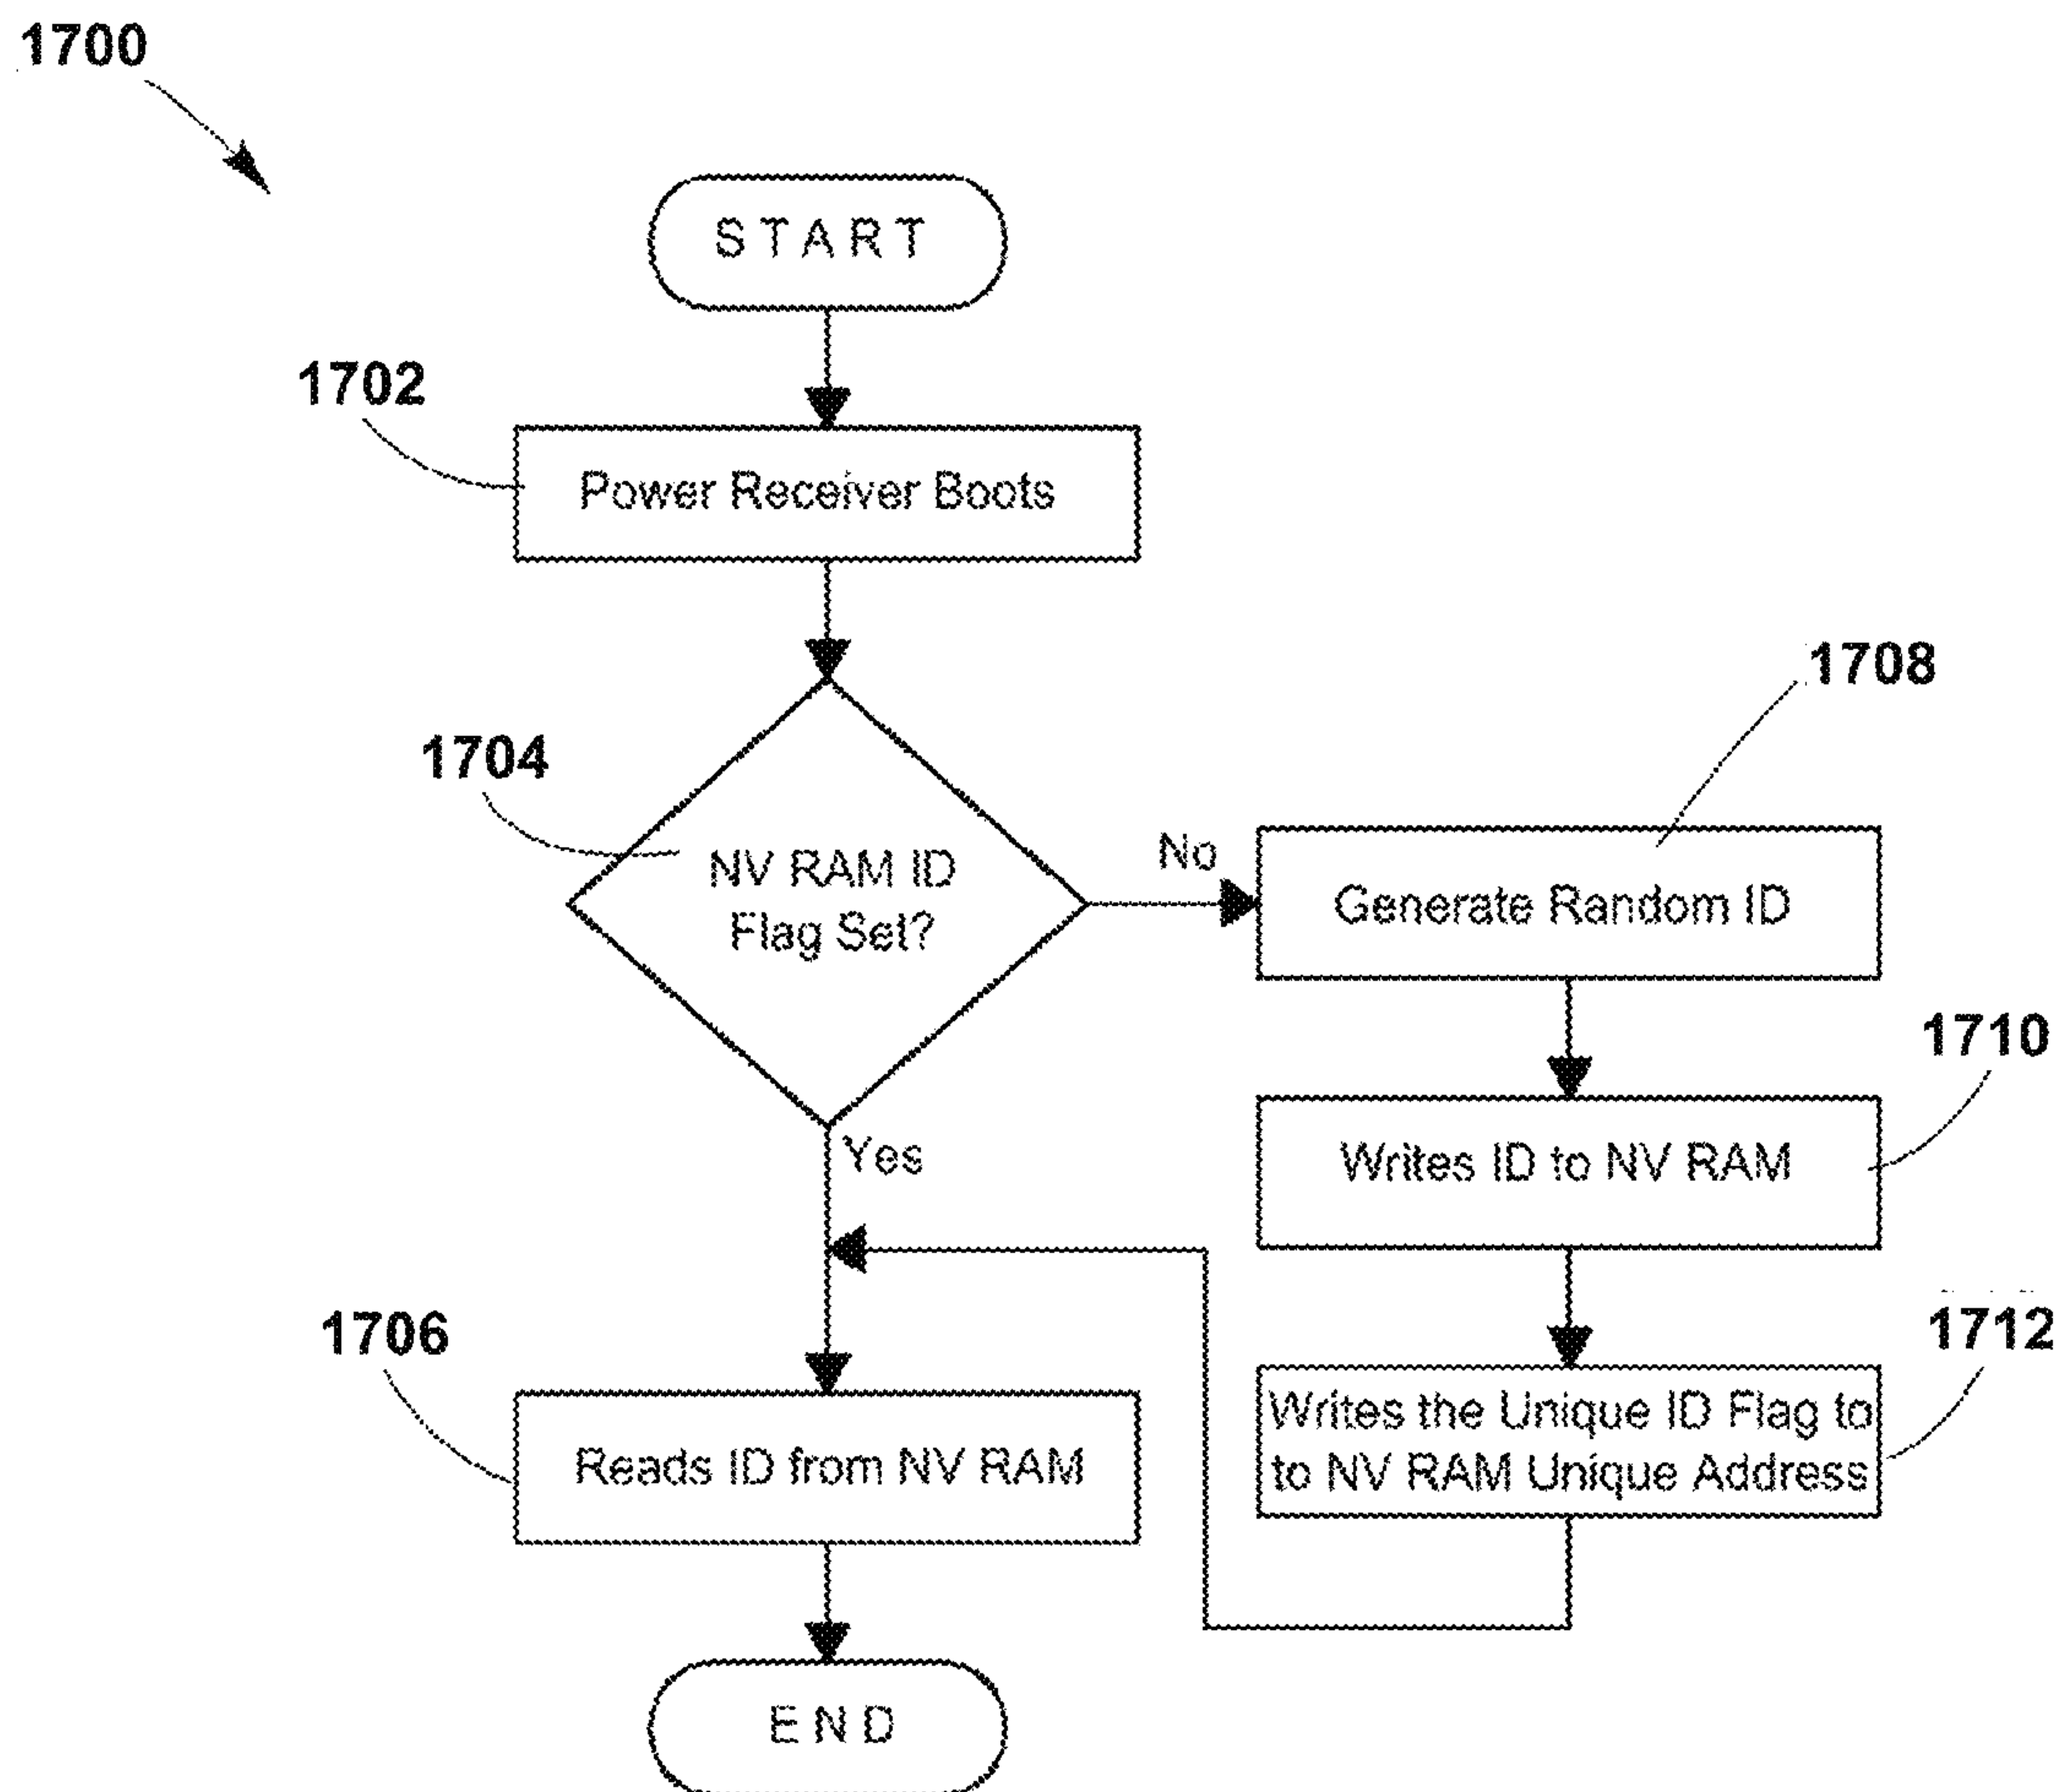 1700
S T A R T
1702
Power Receiver Boots
1708
1704
NV RAM ID
Flag Set?
No
Generate Random ID
1710
Yes
Writes ID to NV RAM
1706
1712
Reads ID from NV RAM
Writes the Unique ID Flag to
to NV RAM Unique Address
E N D